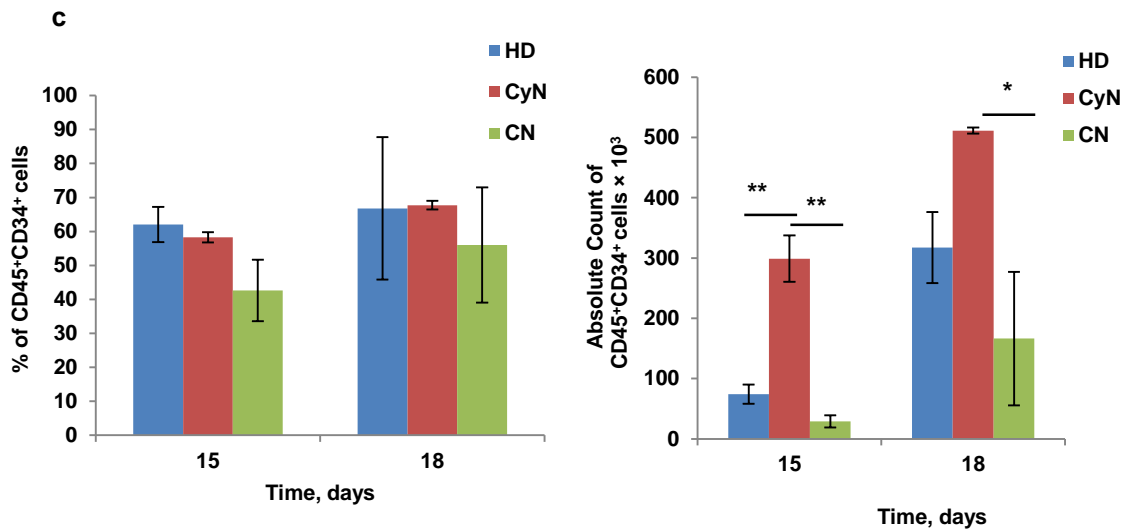 c
HD
CyN
CN
100
90
80
70
60
50
40
30
20
10
0
% of CD45⁺CD34⁺ cells
15
18
Time, days
HD
CyN
CN
600
500
400
300
200
100
0
Absolute Count of
CD45⁺CD34⁺ cells × 10³
**
**
*
15
18
Time, days